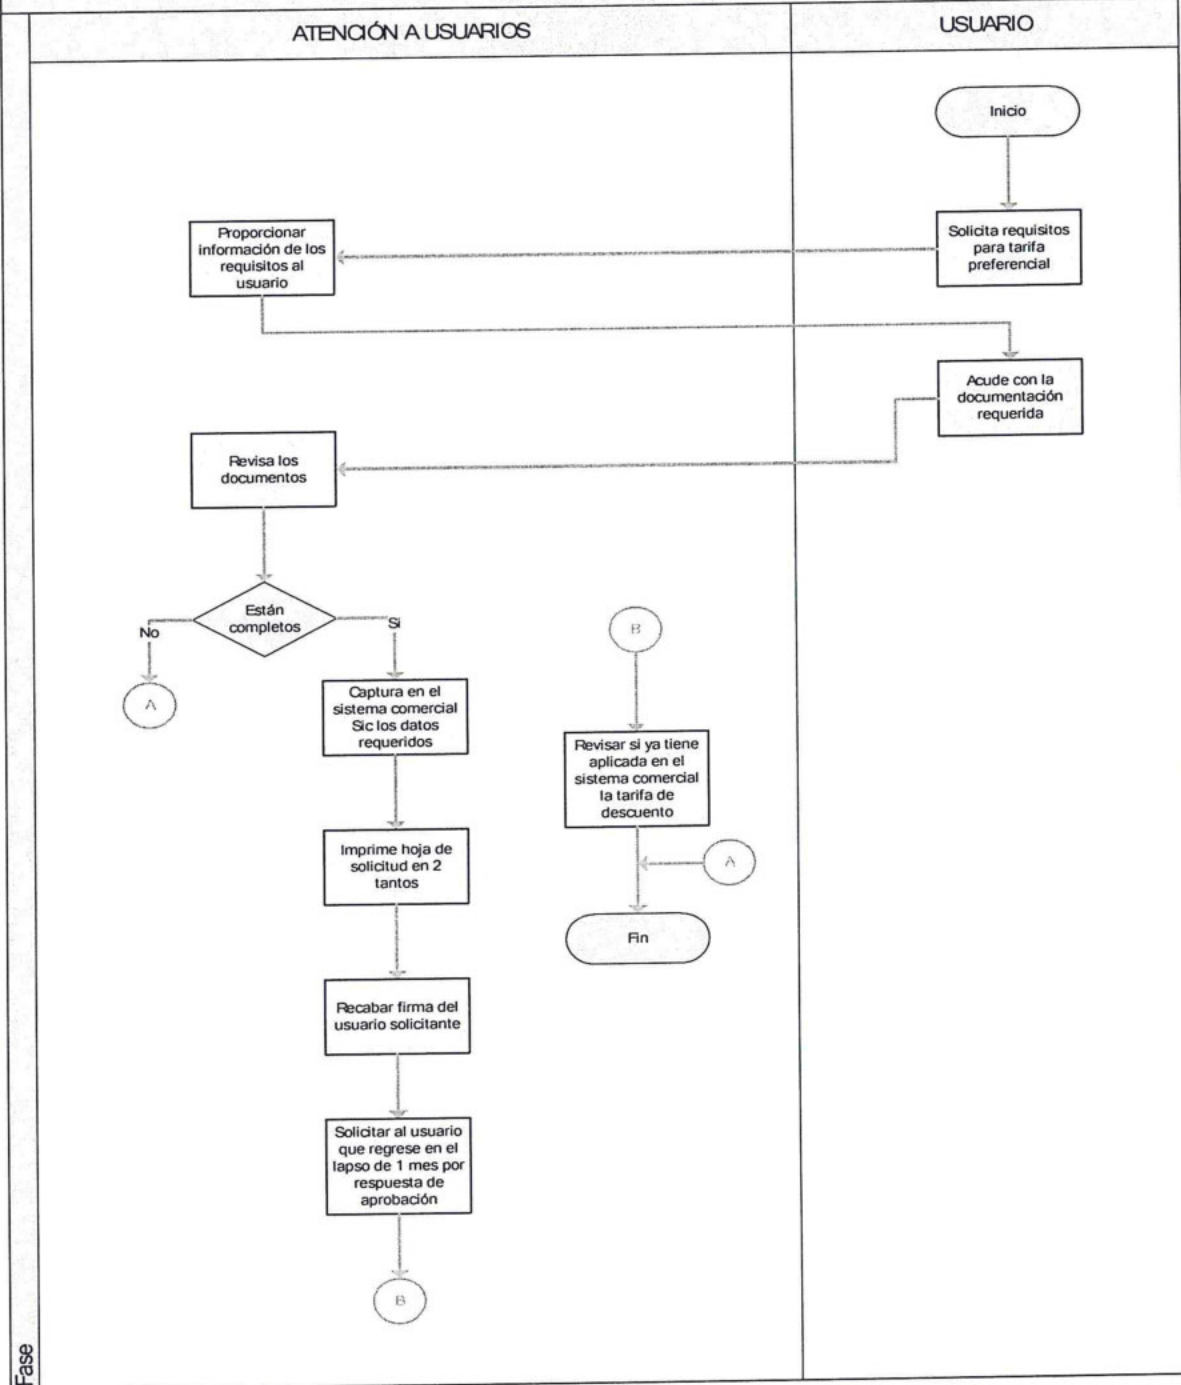 ATENCIÓN A USUARIOS
USUARIO
Inicio
Solicita requisitos
para tarifa
preferencial
Proporcionar
información de los
requisitos al
usuario
Acude con la
documentación
requerida
Revisa los
documentos
Están
completos
No
Si
A
Captura en el
sistema comercial
Sic los datos
requeridos
Imprime hoja de
solicitud en 2
tantos
Recabar firma del
usuario solicitante
Solicitar al usuario
que regrese en el
lapso de 1 mes por
respuesta de
aprobación
B
B
Revisar si ya tiene
aplicada en el
sistema comercial
la tarifa de
descuento
A
Fin
Fase